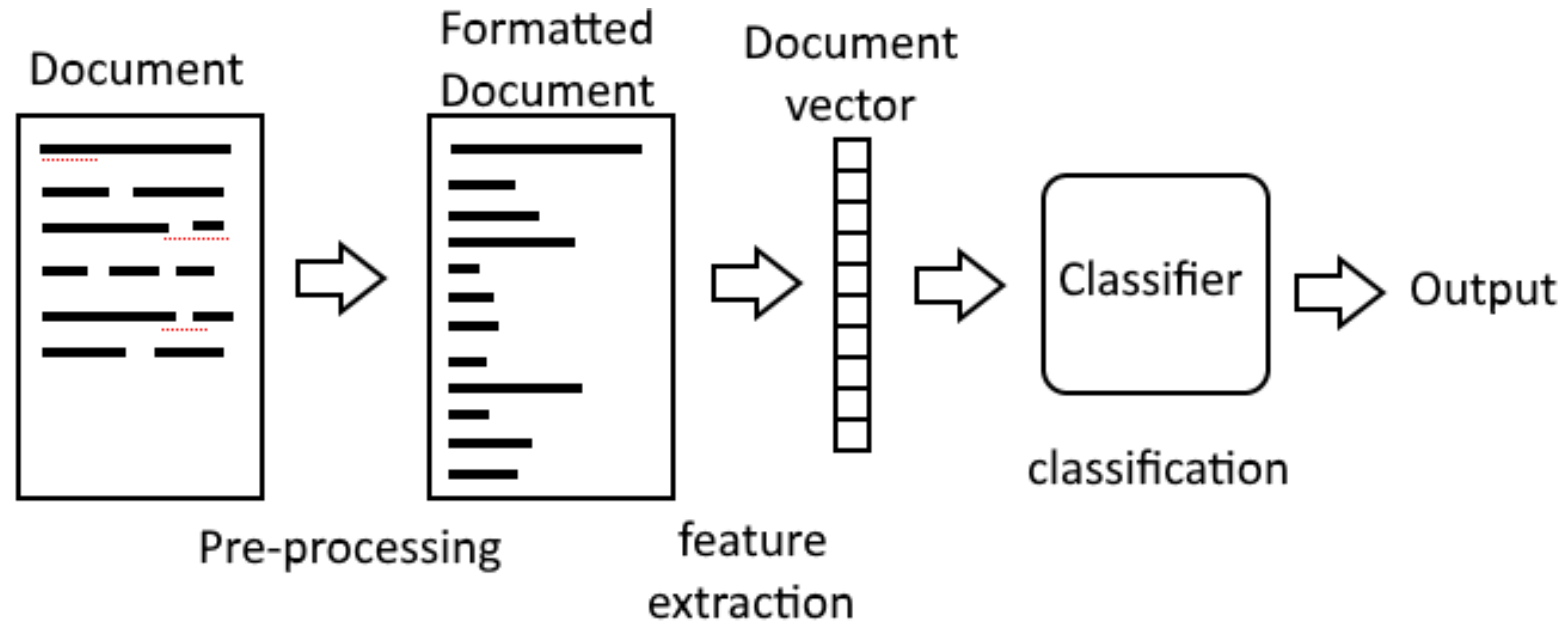 Document
Formatted
Document
Document
vector
Classifier
Output
Pre-processing
feature
extraction
classification